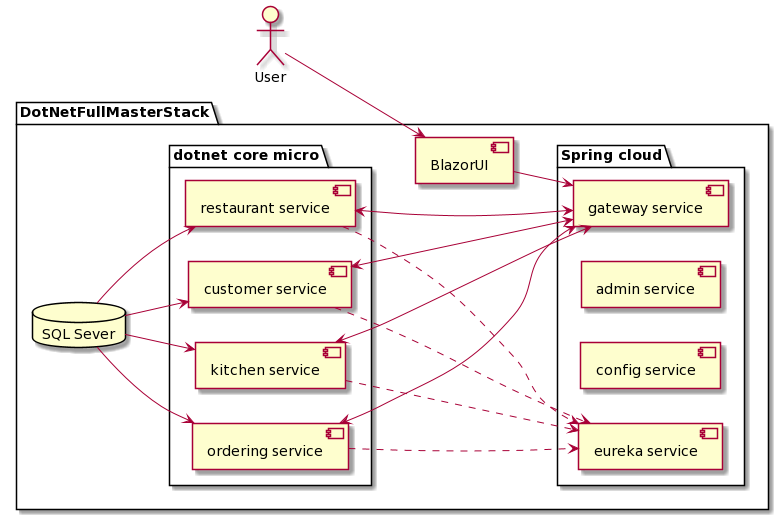 User
DotNetFullMasterStack
dotnet core micro
Spring cloud
BlazorUI
restaurant service
gateway service
customer service
admin service
SQL Sever
kitchen service
config service
ordering service
eureka service